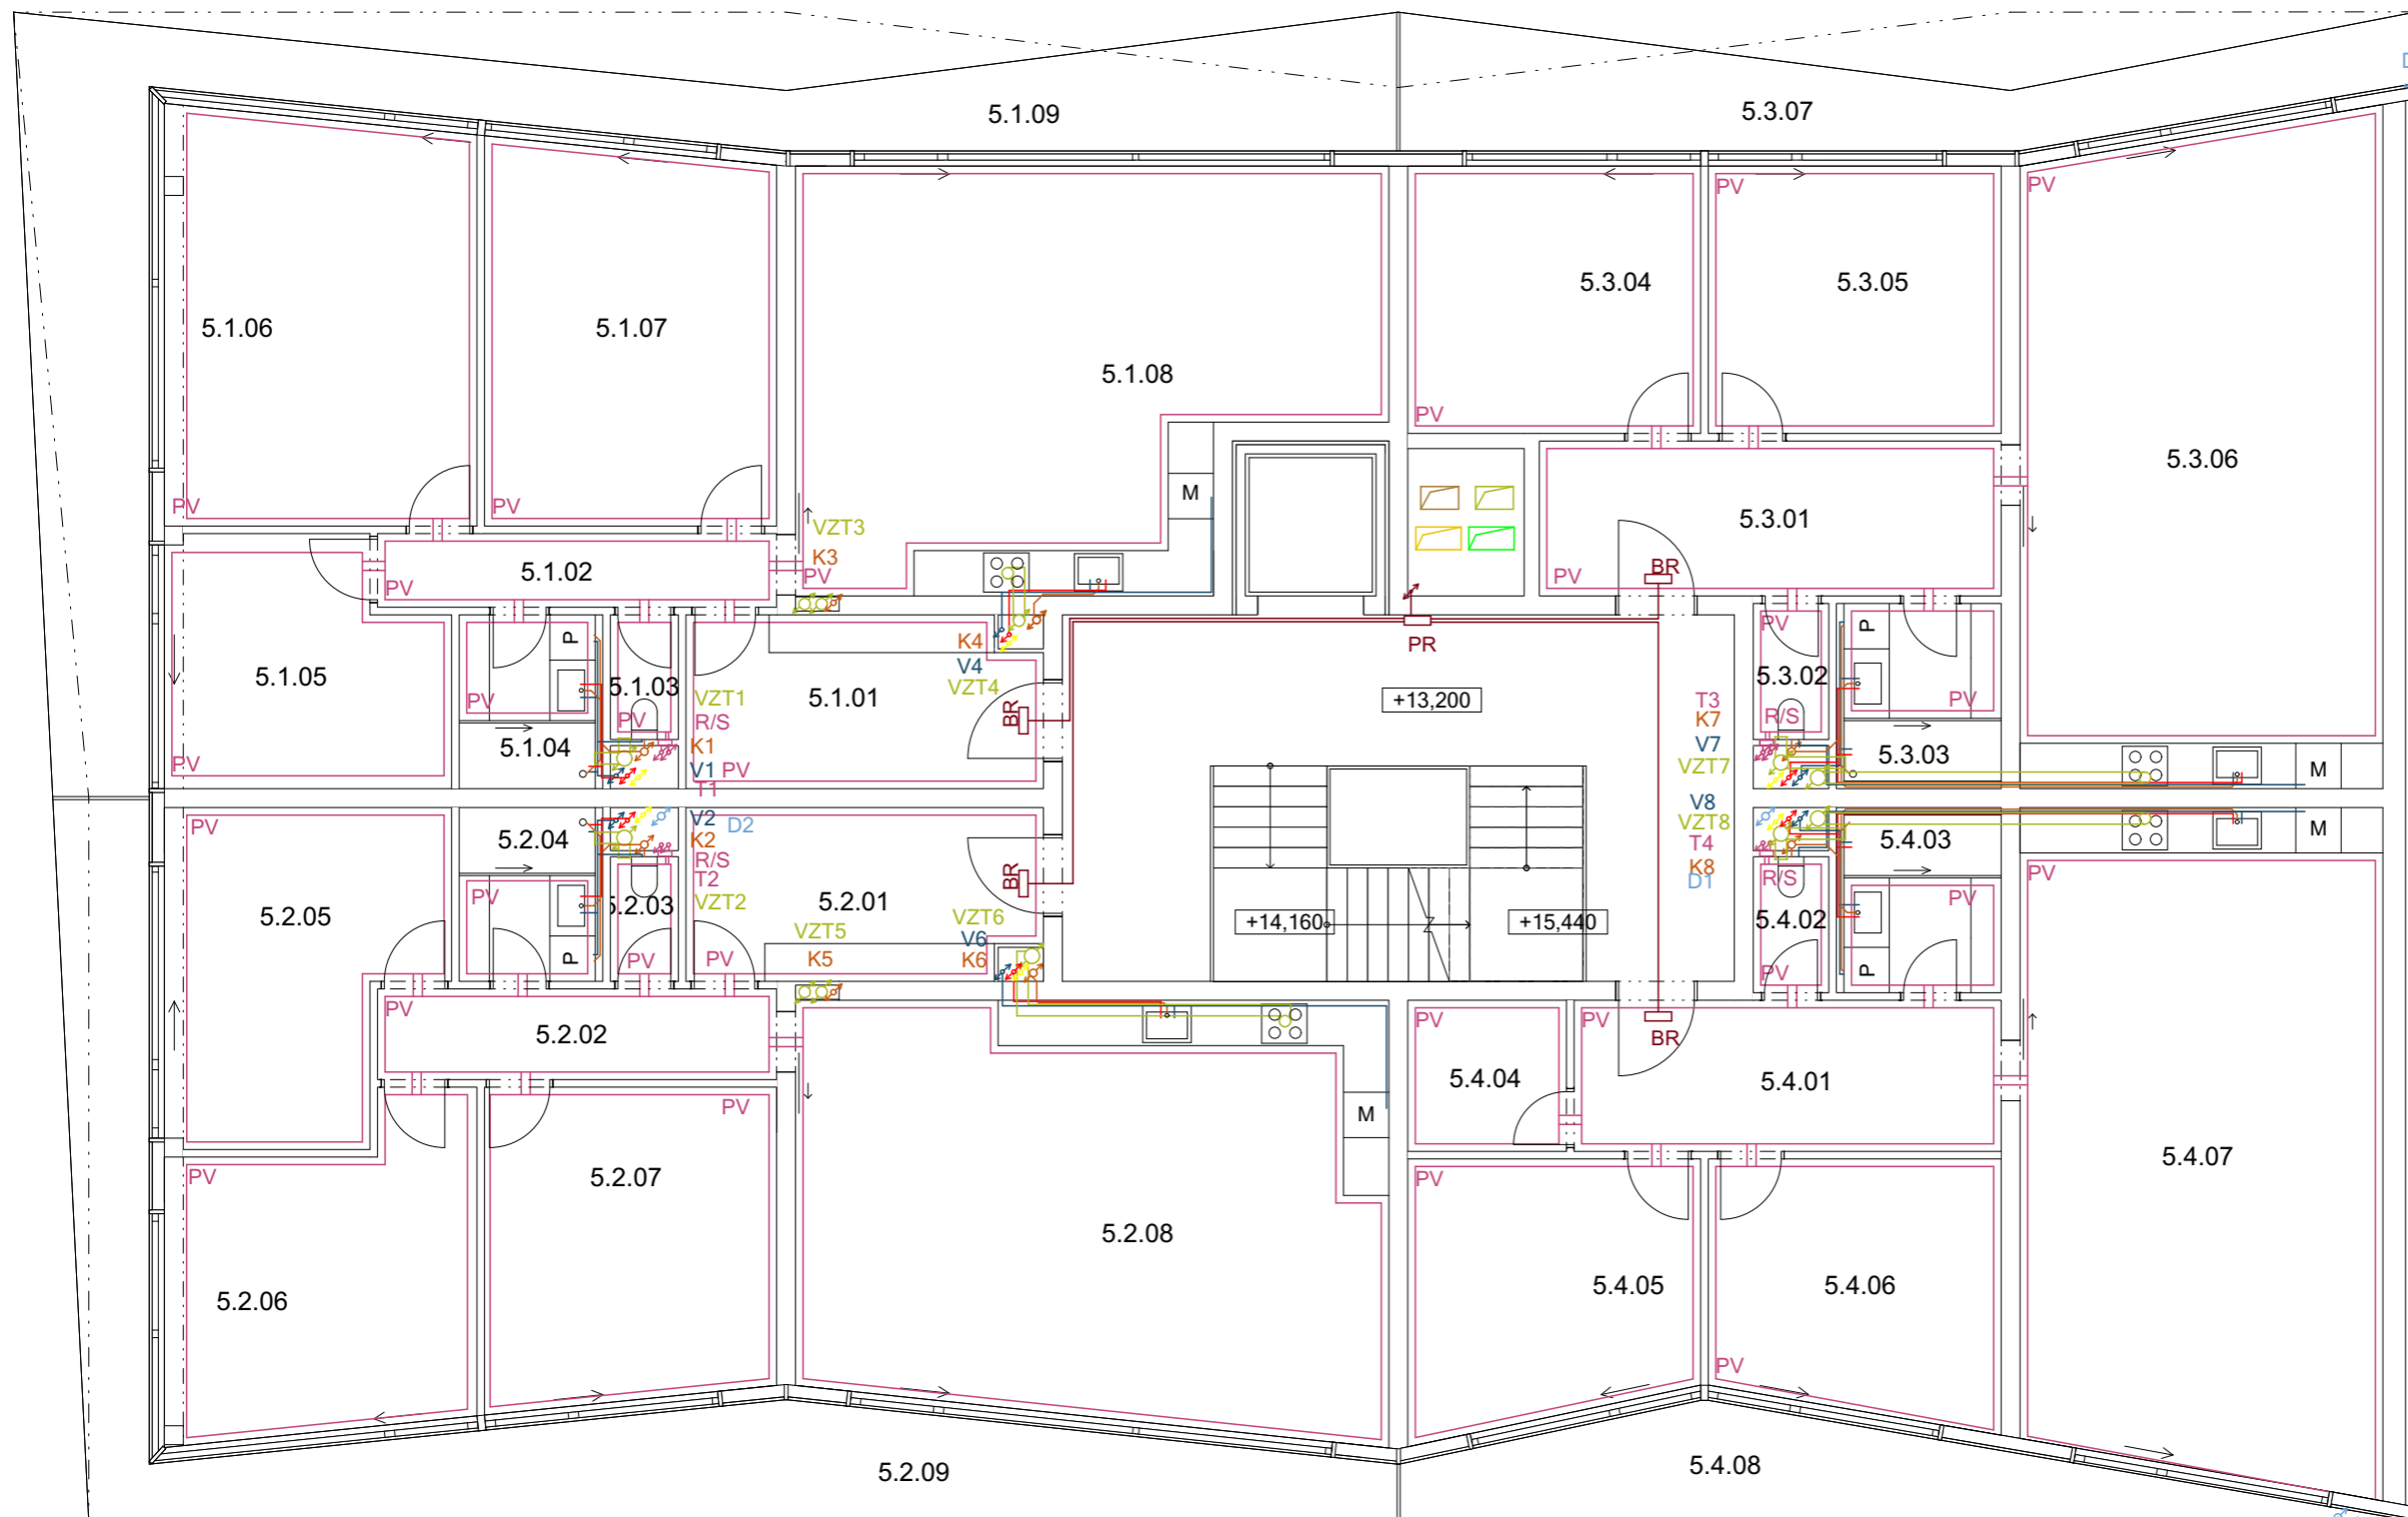 D
5.1.09
5.3.07
PV
PV
5.3.04
5.3.05
5.1.06
5.1.07
5.1.08
PV
5.3.06
PV
PV
M
5.3.01
VZT3
K3
PV
5.1.02
PV
BR
PV
P
P
PV
K4
V4
VZT4
PR
5.1.05
5.1.03
PV
PV
VZT1
R/S
5.1.01
BR
+13,200
T3
K7
V7
VZT7
5.3.02
R/S
PV
5.1.04
K1
V1
PV
T1
PV
5.3.03
M
V2
K2
D2
R/S
T2
VZT2
V8
VZT8
T4
K8
D1
5.2.04
5.4.03
M
PV
PV
BR
R/S
PV
5.2.05
5.2.03
5.2.01
VZT6
V6
K6
VZT5
K5
+14,160
+15,440
5.4.02
P
PV
PV
PV
P
PV
5.2.02
PV
PV
BR
5.4.04
5.4.01
PV
M
5.2.07
PV
PV
5.4.07
5.2.08
5.2.06
5.4.05
5.4.06
PV
5.2.09
5.4.08